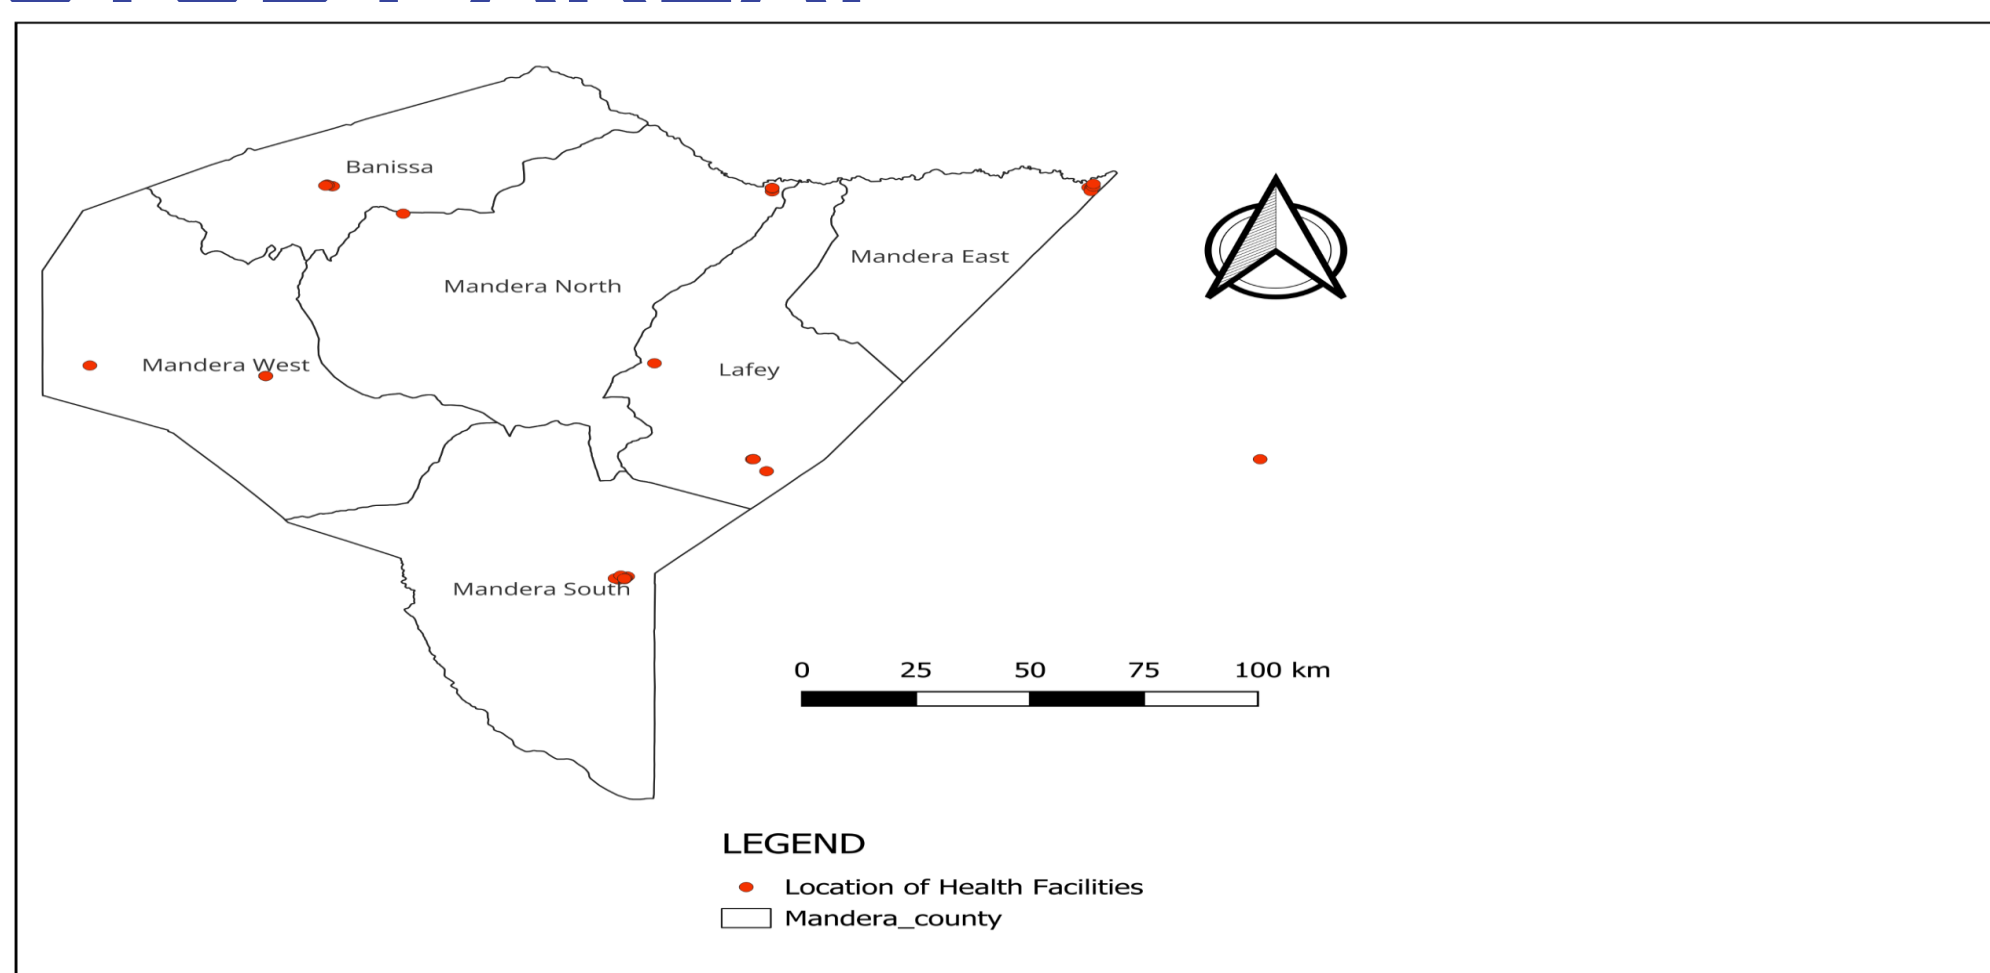 Banissa
Mandera East
Mandera North
Mandera West
Lafey
Mandera South
0 25 50 75 100 km
LEGEND
Location of Health Facilities
Mandera_county